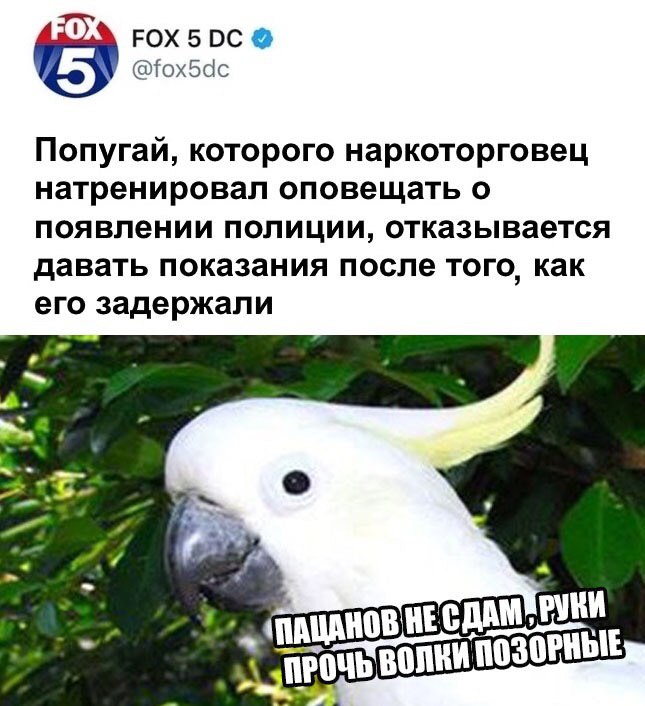 FOX
5
FOX 5 DC
@fox5dc
Попугай, которого наркоторговец
натренировал оповещать о
появлении полиции, отказывается
давать показания после того, как
его задержали
ПАЦАНОВ НЕ СДАМ , РУКИ
ПРОЧЬ ВОЛКИ ПОЗОРНЫЕ